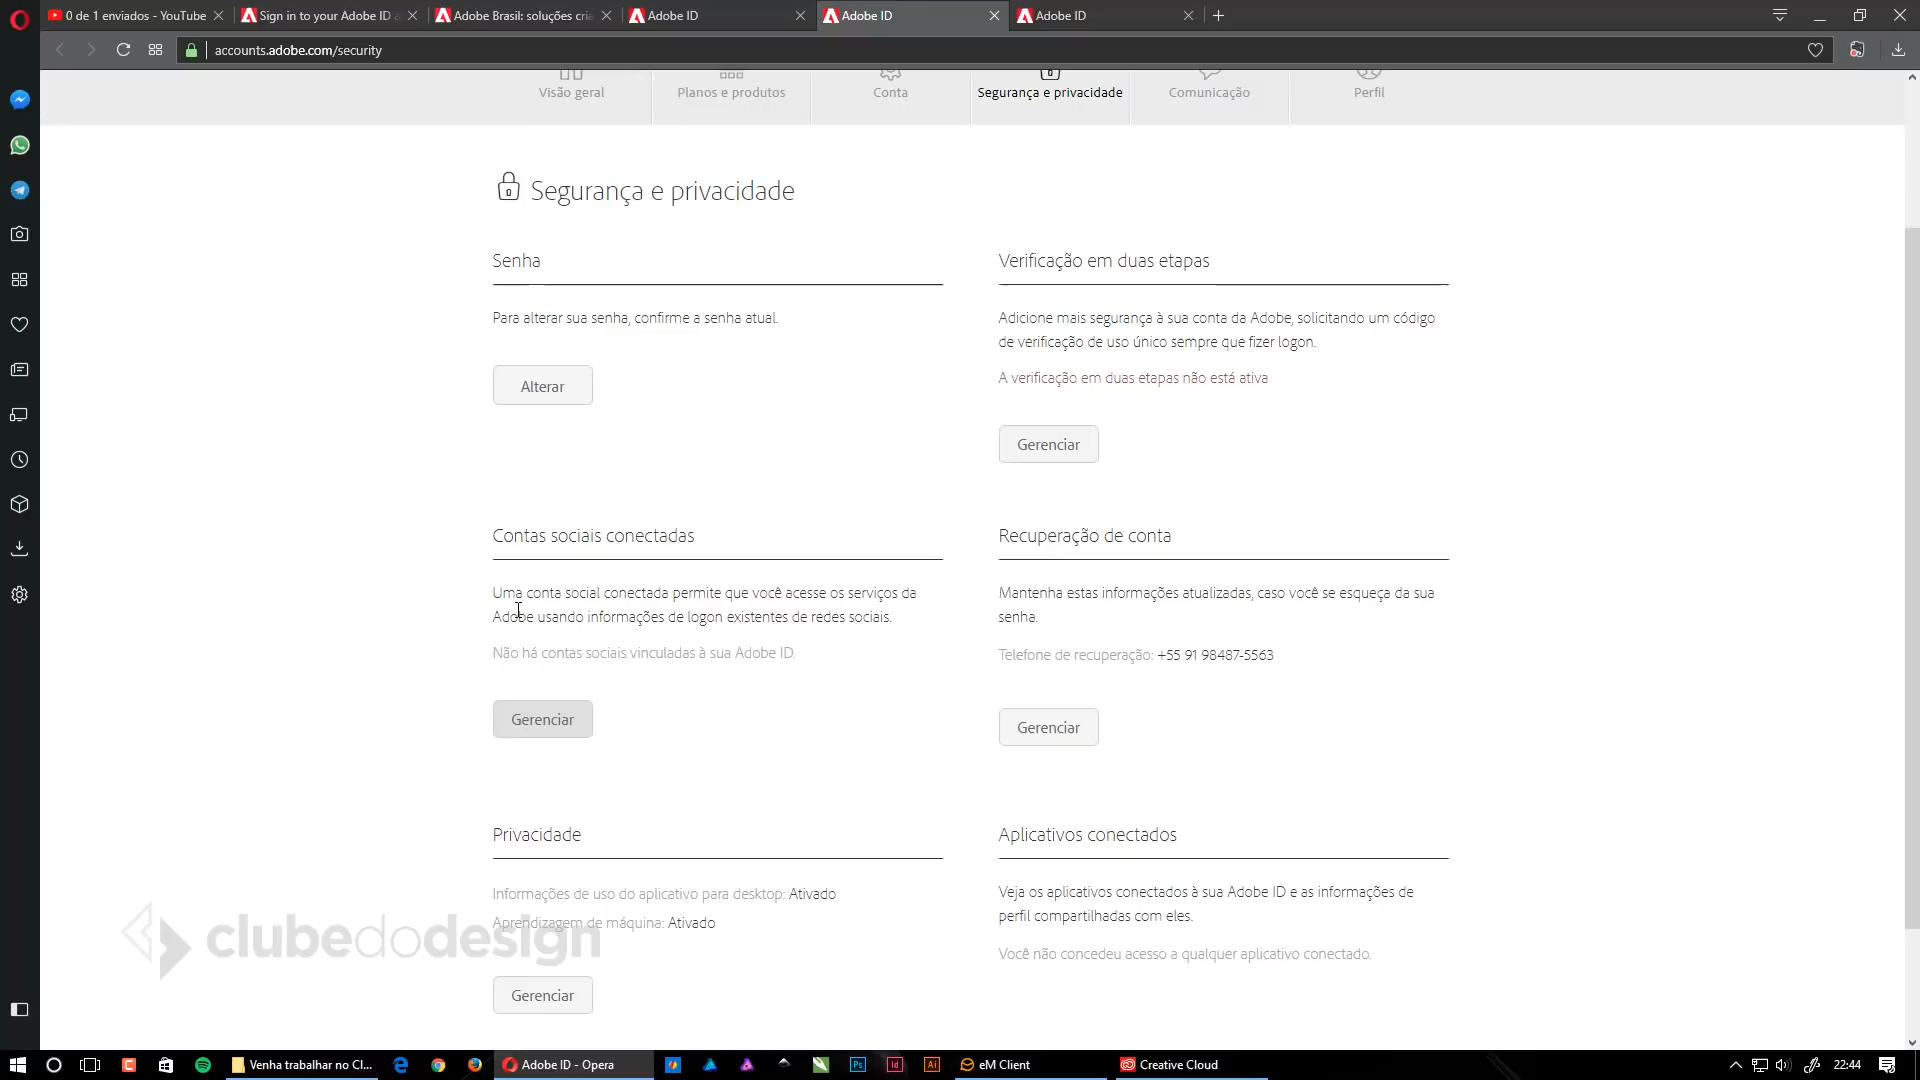 0 de 1 enviados - YouTube
Sign in to your Adobe ID
Adobe Brasil: soluções cria
Adobe ID
Adobe ID
Adobe ID
accounts.adobe.com/security
Visão geral
Planos e produtos
Conta
Segurança e privacidade
Comunicação
Perfil
Segurança e privacidade
Senha
Para alterar sua senha, confirme a senha atual.
Alterar
Verificação em duas etapas
Adicione mais segurança à sua conta da Adobe, solicitando um código
de verificação de uso único sempre que fizer logon.
A verificação em duas etapas não está ativa
Gerenciar
Contas sociais conectadas
Uma conta social conectada permite que você acesse os serviços da
Adobe usando informações de logon existentes de redes sociais.
Não há contas sociais vinculadas à sua Adobe ID.
Gerenciar
Recuperação de conta
Mantenha estas informações atualizadas, caso você se esqueça da sua
senha.
Telefone de recuperação: +55 91 98487-5563
Gerenciar
Privacidade
Informações de uso do aplicativo para desktop: Ativado
Aprendizagem de máquina: Ativado
Gerenciar
Aplicativos conectados
Veja os aplicativos conectados à sua Adobe ID e as informações de
perfil compartilhadas com eles.
Você não concedeu acesso a qualquer aplicativo conectado.
clubedodesign
Venha trabalhar no Cl...
Adobe ID - Opera
Ps
Id
Ai
eM Client
Creative Cloud
22:44